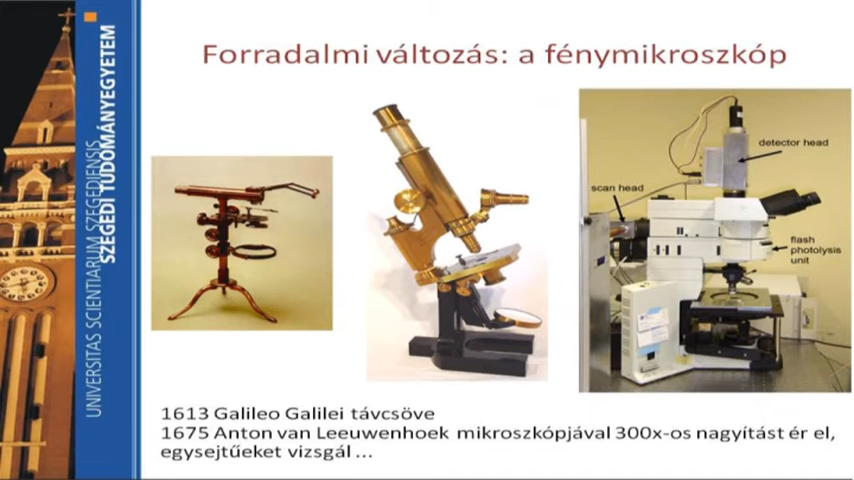 Forradalmi változás: a fénymikroszkóp
UNIVERSITAS SCIENTIARUM SZEGEDIENSIS
SZEGEDI TUDOMÁNYEGYETEM
detector head
scan head
flash
photolysis
unit
1613 Galileo Galilei távcsöve
1675 Anton van Leeuwenhoek mikroszkópjával 300x-os nagyítást ér el,
egysejtűeket vizsgál ...